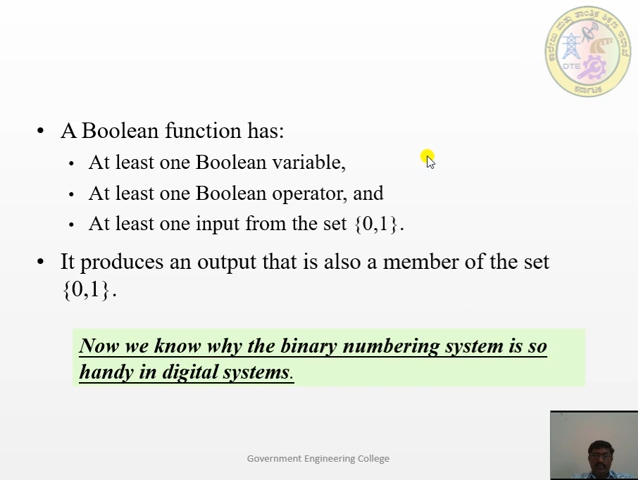 DTE
• A Boolean function has:
• At least one Boolean variable,
• At least one Boolean operator, and
• At least one input from the set {0,1}.
• It produces an output that is also a member of the set
{0,1}.
Now we know why the binary numbering system is so
handy in digital systems.
Government Engineering College